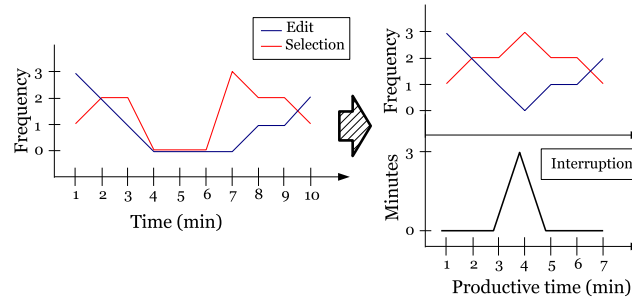 Edit
Selection
Frequency
3
2
1
0
1 2 3 4 5 6 7 8 9 10
Time (min)
Frequency
3
2
1
0
Minutes
3
0
Interruption
1 2 3 4 5 6 7
Productive time (min)